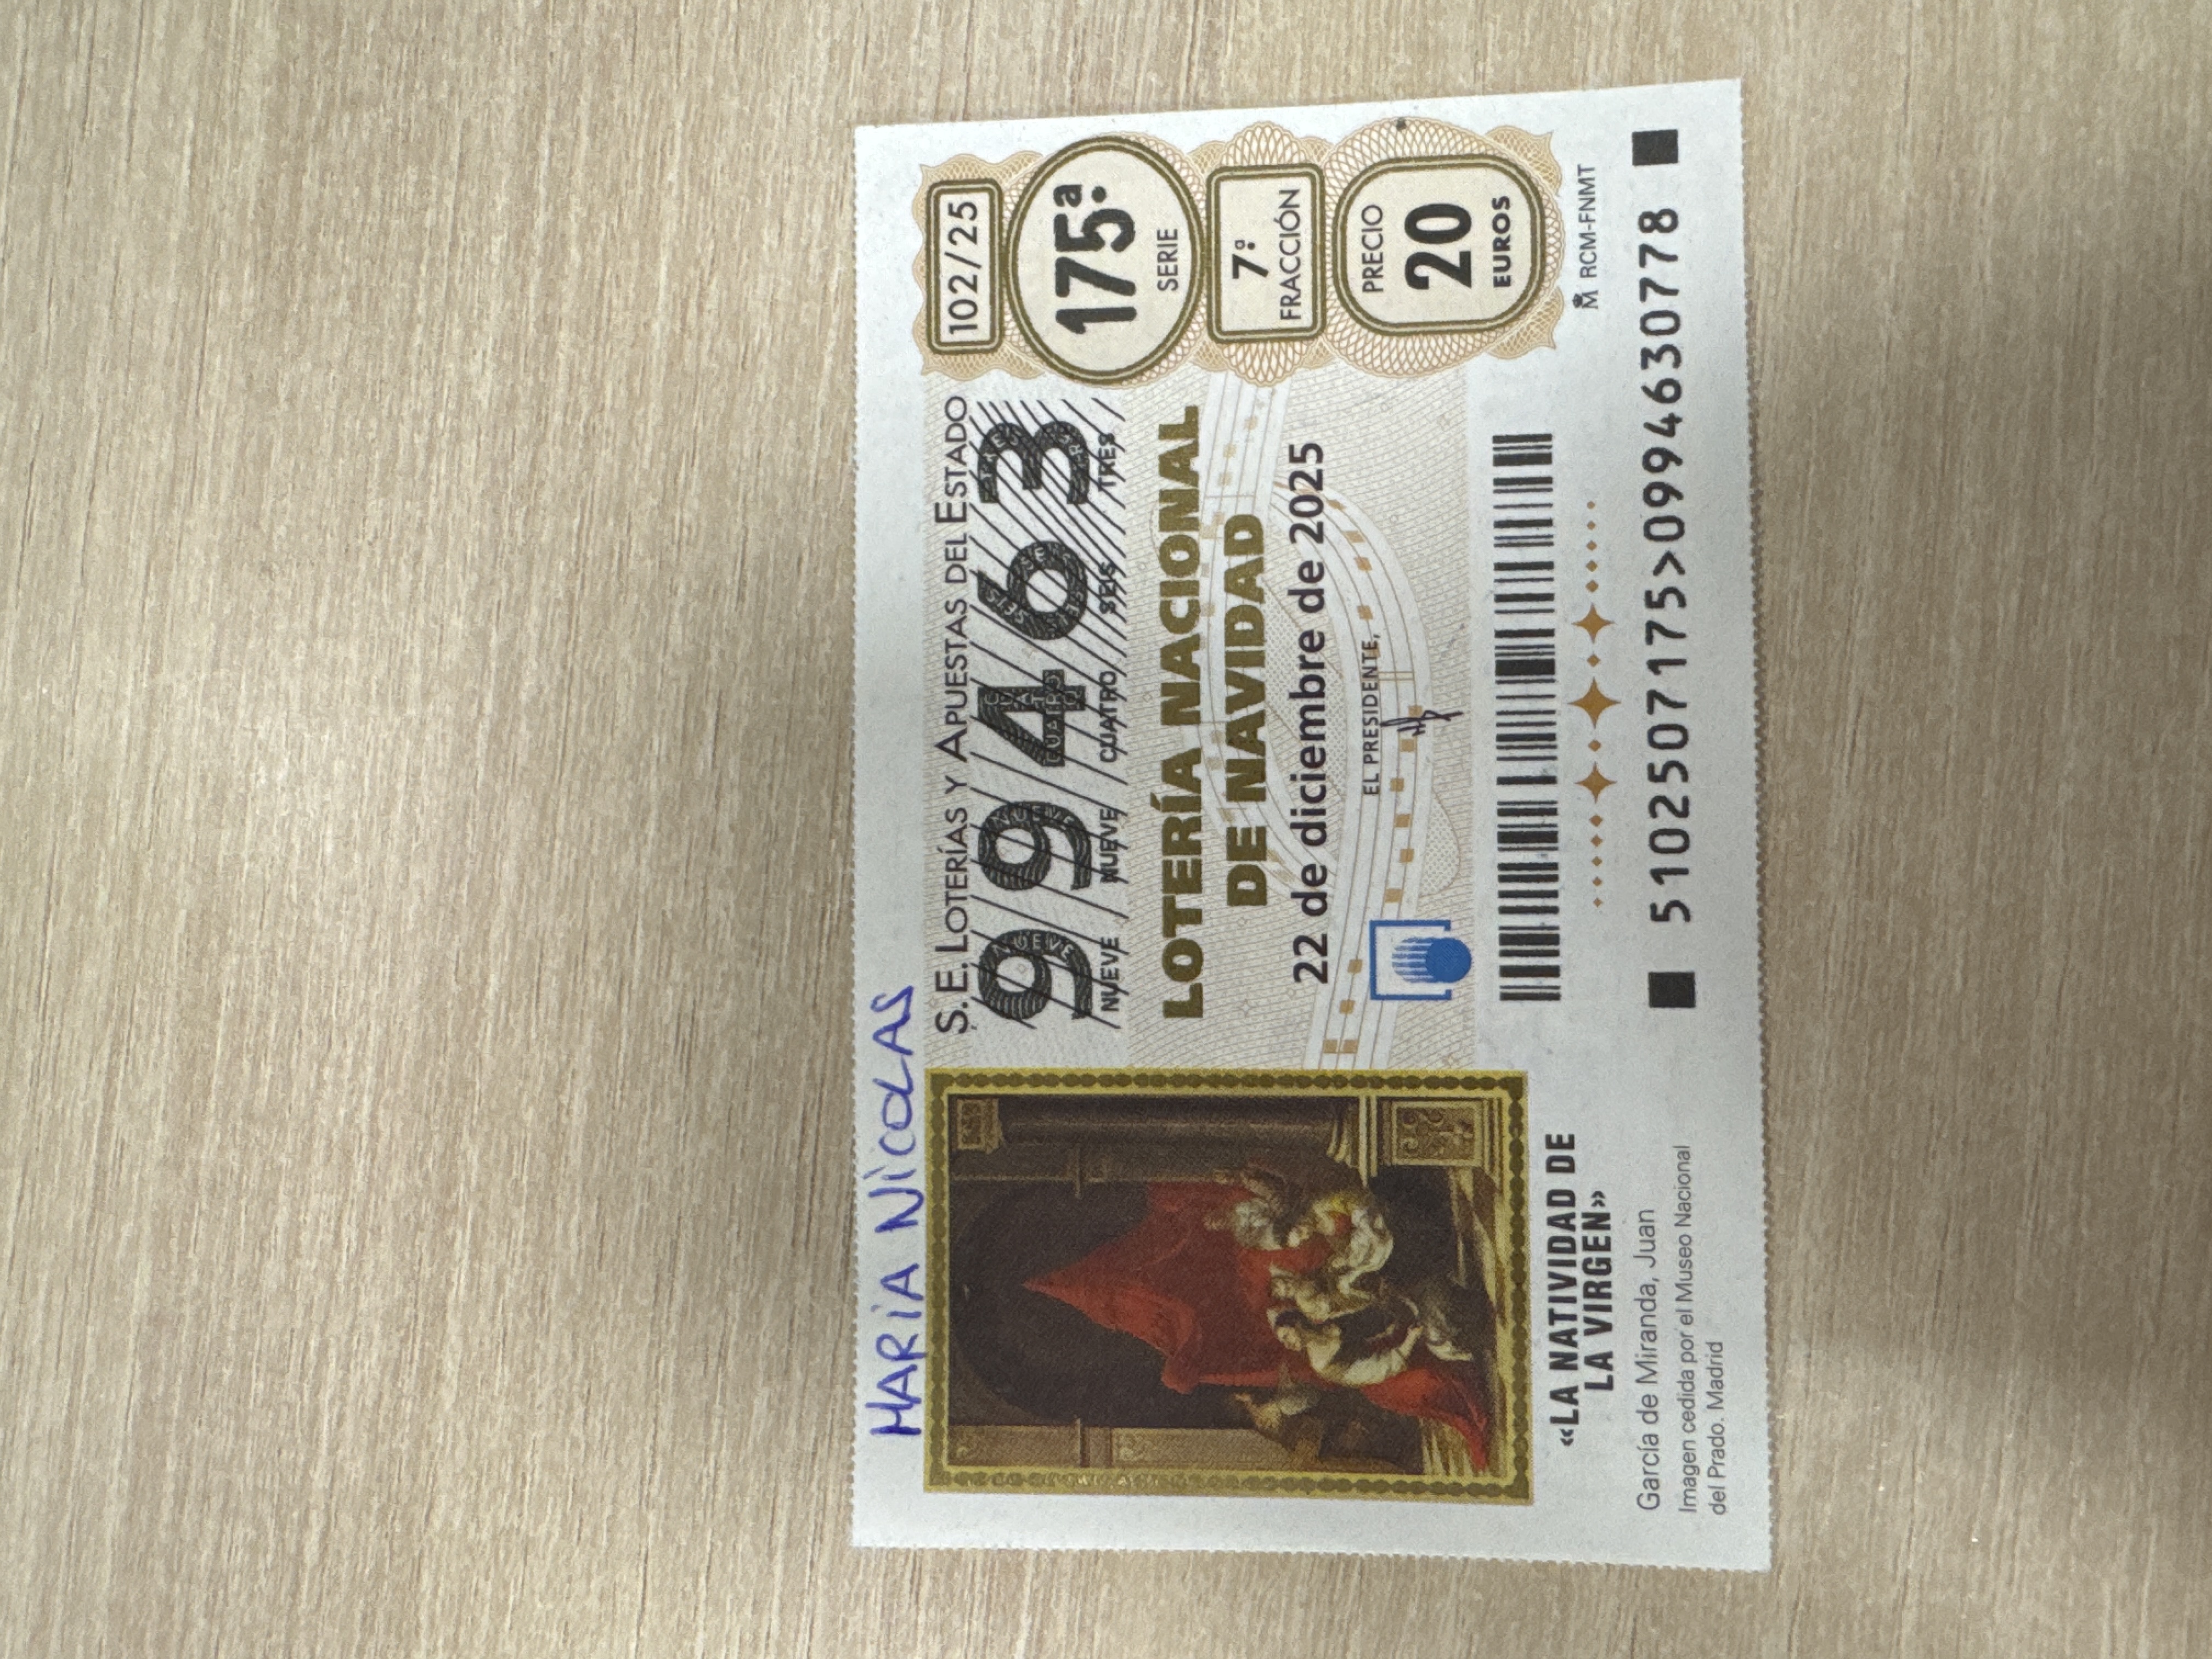 MARiA NicOLAS
S. E. LOTERÍAS Y APUESTAS DEL ESTADO
99463
NUEVE NUEVE CUATRO SEIS TRES
LOTERÍA NACIONAL
DE NAVIDAD
22 de diciembre de 2025
EL PRESIDENTE,
102/25
175ª
SERIE
7ª
FRACCIÓN
PRECIO
20
EUROS
RCM-FNMT
«LA NATIVIDAD DE
LA VIRGEN»
García de Miranda, Juan
Imagen cedida por el Museo Nacional
del Prado. Madrid
5102507175>0994630778